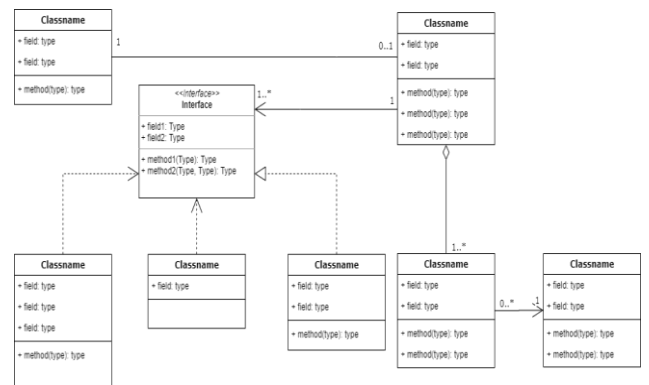 Classname
+ field: type
+ field: type
+ method(type): type
1
0..1
Classname
+ field: type
+ field: type
+ method(type): type
+ method(type): type
+ method(type): type
<<interface>>
Interface
+ field1: Type
+ field2: Type
+ method1(Type): Type
+ method2(Type, Type): Type
1..*
1
1..*
Classname
+ field: type
+ field: type
+ field: type
+ method(type): type
Classname
+ field: type
Classname
+ field: type
+ field: type
+ method(type): type
Classname
+ field: type
+ field: type
+ method(type): type
+ method(type): type
0..*
1
Classname
+ field: type
+ field: type
+ method(type): type
+ method(type): type